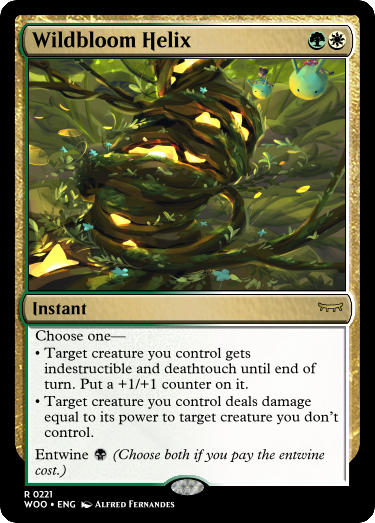 Wildbloom Helix
Instant
Choose one—
• Target creature you control gets
indestructible and deathtouch until end of
turn. Put a +1/+1 counter on it.
• Target creature you control deals damage
equal to its power to target creature you don't
control.
Entwine (Choose both if you pay the entwine
cost.)
R 0221
WOO • ENG Alfred Fernandes